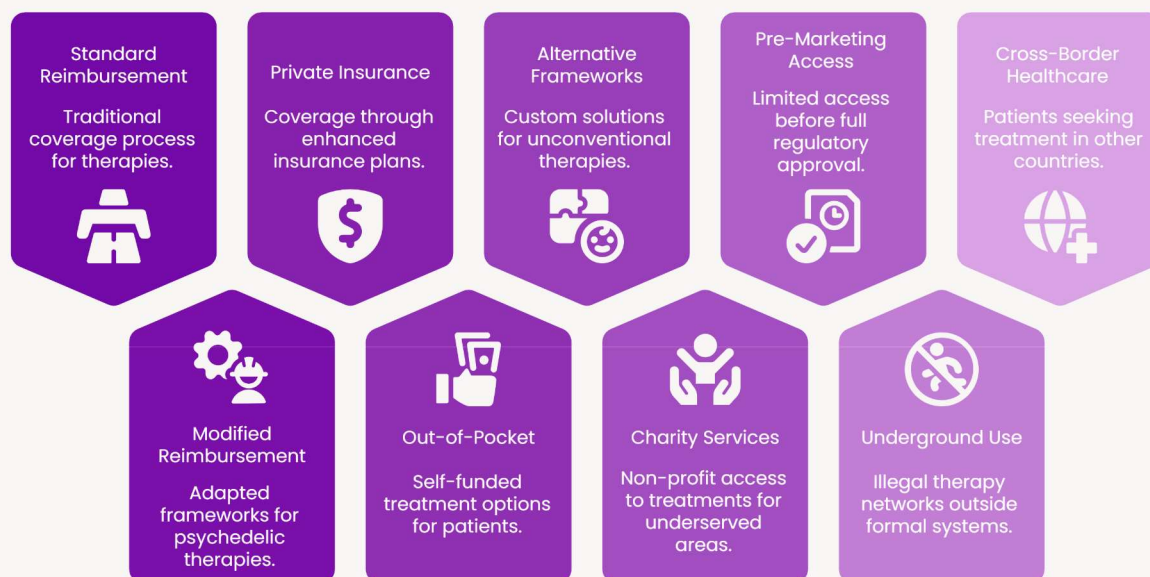 Standard
Reimbursement
Traditional
coverage process
for therapies.
Private Insurance
Coverage through
enhanced
insurance plans.
Alternative
Frameworks
Custom solutions
for unconventional
therapies.
Pre-Marketing
Access
Limited access
before full
regulatory
approval.
Cross-Border
Healthcare
Patients seeking
treatment in other
countries.
Modified
Reimbursement
Adapted
frameworks for
psychedelic
therapies.
Out-of-Pocket
Self-funded
treatment options
for patients.
Charity Services
Non-profit access
to treatments for
underserved
areas.
Underground Use
Illegal therapy
networks outside
formal systems.